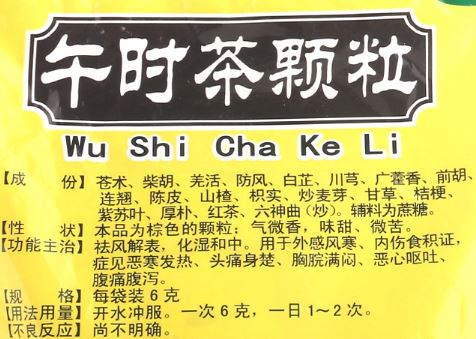 午时茶颗粒
Wu Shi Cha Ke Li
【成 份】苍术、柴胡、羌活、防风、白芷、川芎、广藿香、前胡、
连翘、陈皮、山楂、枳实、炒麦芽、甘草、桔梗、
紫苏叶、厚朴、红茶、六神曲（炒）。辅料为蔗糖。
【性 状】本品为棕色的颗粒；气微香，味甜、微苦。
【功能主治】祛风解表，化湿和中。用于外感风寒、内伤食积证，
症见恶寒发热、头痛身楚、胸脘满闷、恶心呕吐、
腹痛腹泻。
【规 格】每袋装6克
【用法用量】开水冲服。一次6克，一日1～2次。
【不良反应】尚不明确。